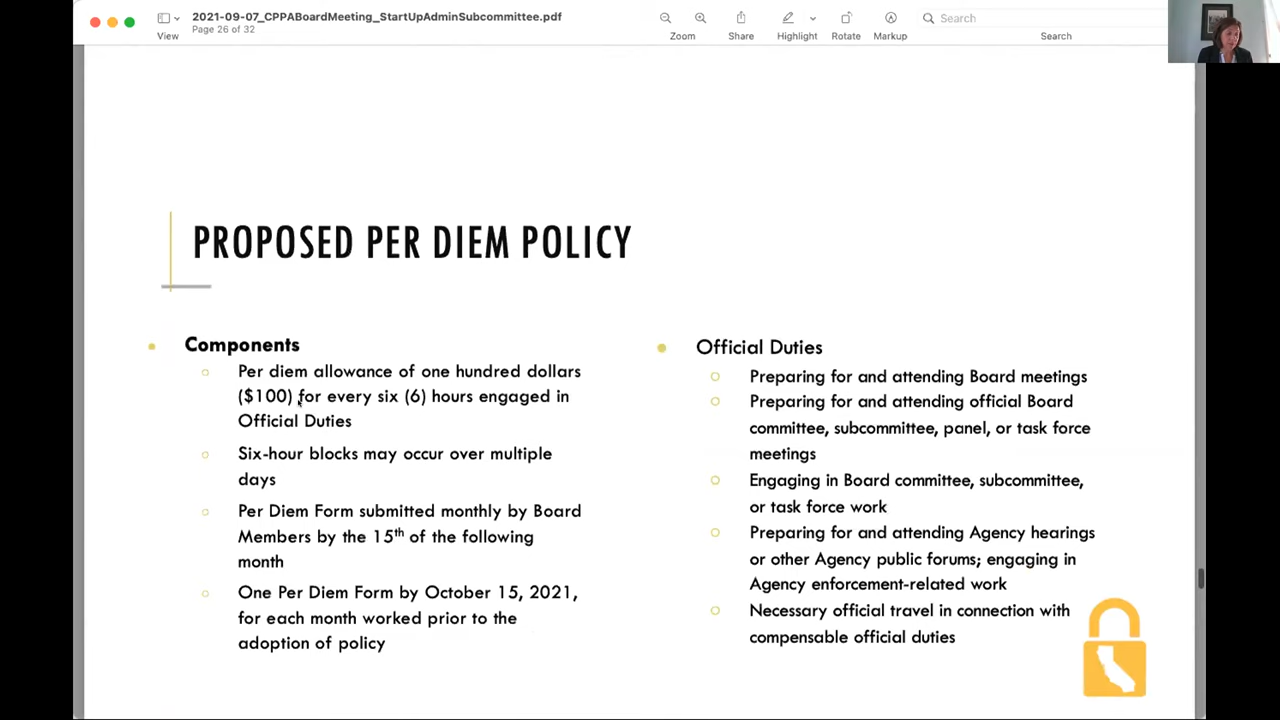 2021-09-07_CPPABoardMeeting_StartUpAdminSubcommittee.pdf
Page 26 of 32
View
Zoom
Share
Highlight
Rotate
Markup
Search
Search
PROPOSED PER DIEM POLICY
Components
Per diem allowance of one hundred dollars
($100) for every six (6) hours engaged in
Official Duties
Six-hour blocks may occur over multiple
days
Per Diem Form submitted monthly by Board
Members by the 15th of the following
month
One Per Diem Form by October 15, 2021,
for each month worked prior to the
adoption of policy
Official Duties
Preparing for and attending Board meetings
Preparing for and attending official Board
committee, subcommittee, panel, or task force
meetings
Engaging in Board committee, subcommittee,
or task force work
Preparing for and attending Agency hearings
or other Agency public forums; engaging in
Agency enforcement-related work
Necessary official travel in connection with
compensable official duties